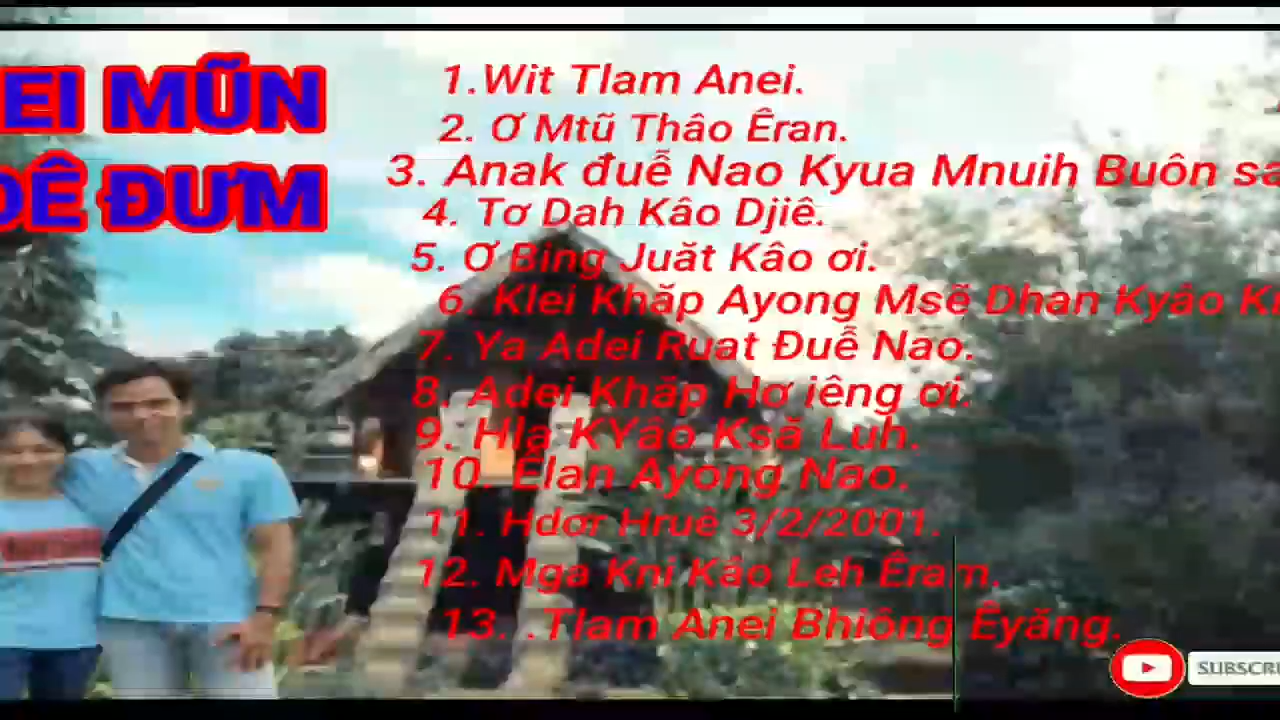 EI MŨN
ĐÊ ĐƯM
1.Wit Tlam Anei.
2. Ơ Mtũ Thâo Êran.
3. Anak đuễ Nao Kyua Mnuih Buôn sa
4. Tơ Dah Kâo Djiê.
5. Ơ Bing Juăt Kâo ơi.
6. Klei Khăp Ayong Msẽ Dhan Kyâo K
7. Ya Adei Ruat Đuễ Nao.
8. Adei Khăp Hơ iêng ơi.
9. Hla KYâo Ksă Luh.
10. Êlan Ayong Nao.
11. Hdơr Hruê 3/2/2001.
12. Mga Kni Kâo Leh Êram.
13. .Tlam Anei Bhiông Êyăng.
SUBSCRI